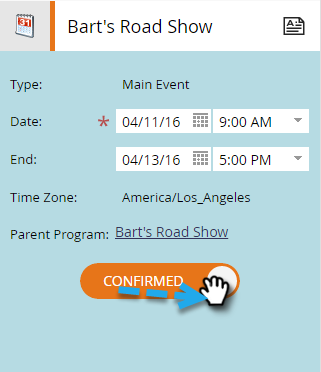 31 Bart's Road Show
Type: Main Event
Date: * 04/11/16 9:00 AM
End: 04/13/16 5:00 PM
Time Zone: America/Los_Angeles
Parent Program: Bart's Road Show
CONFIRMED